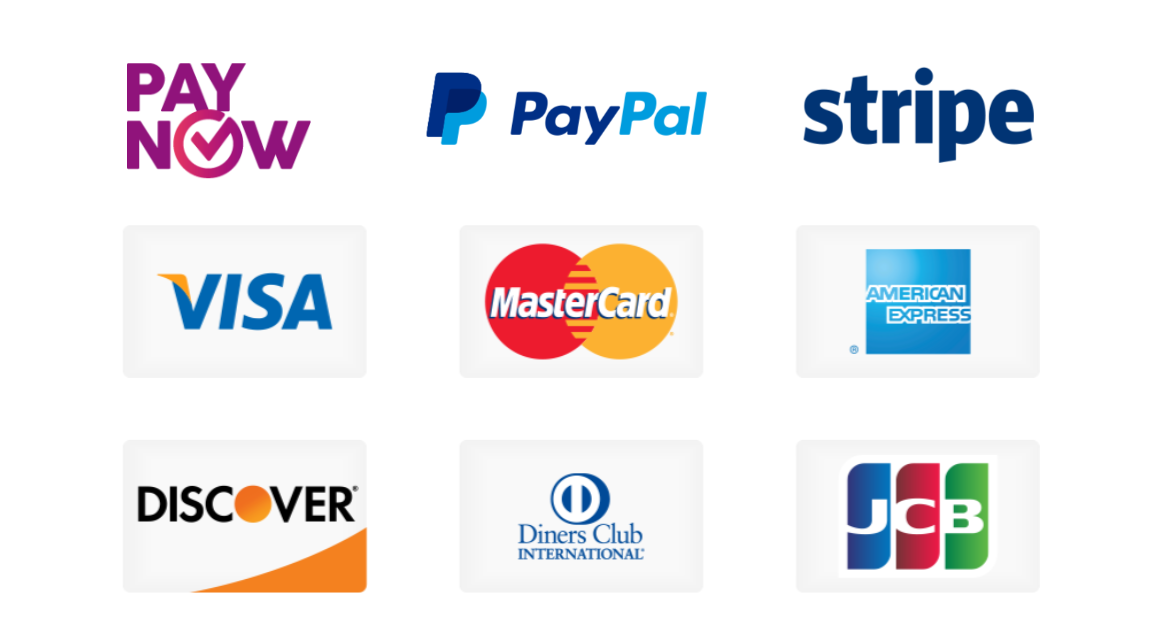 PAY
NOW
PayPal
stripe
VISA
MasterCard
AMERICAN
EXPRESS
®
DISCOVER®
Diners Club
INTERNATIONAL®
JCB